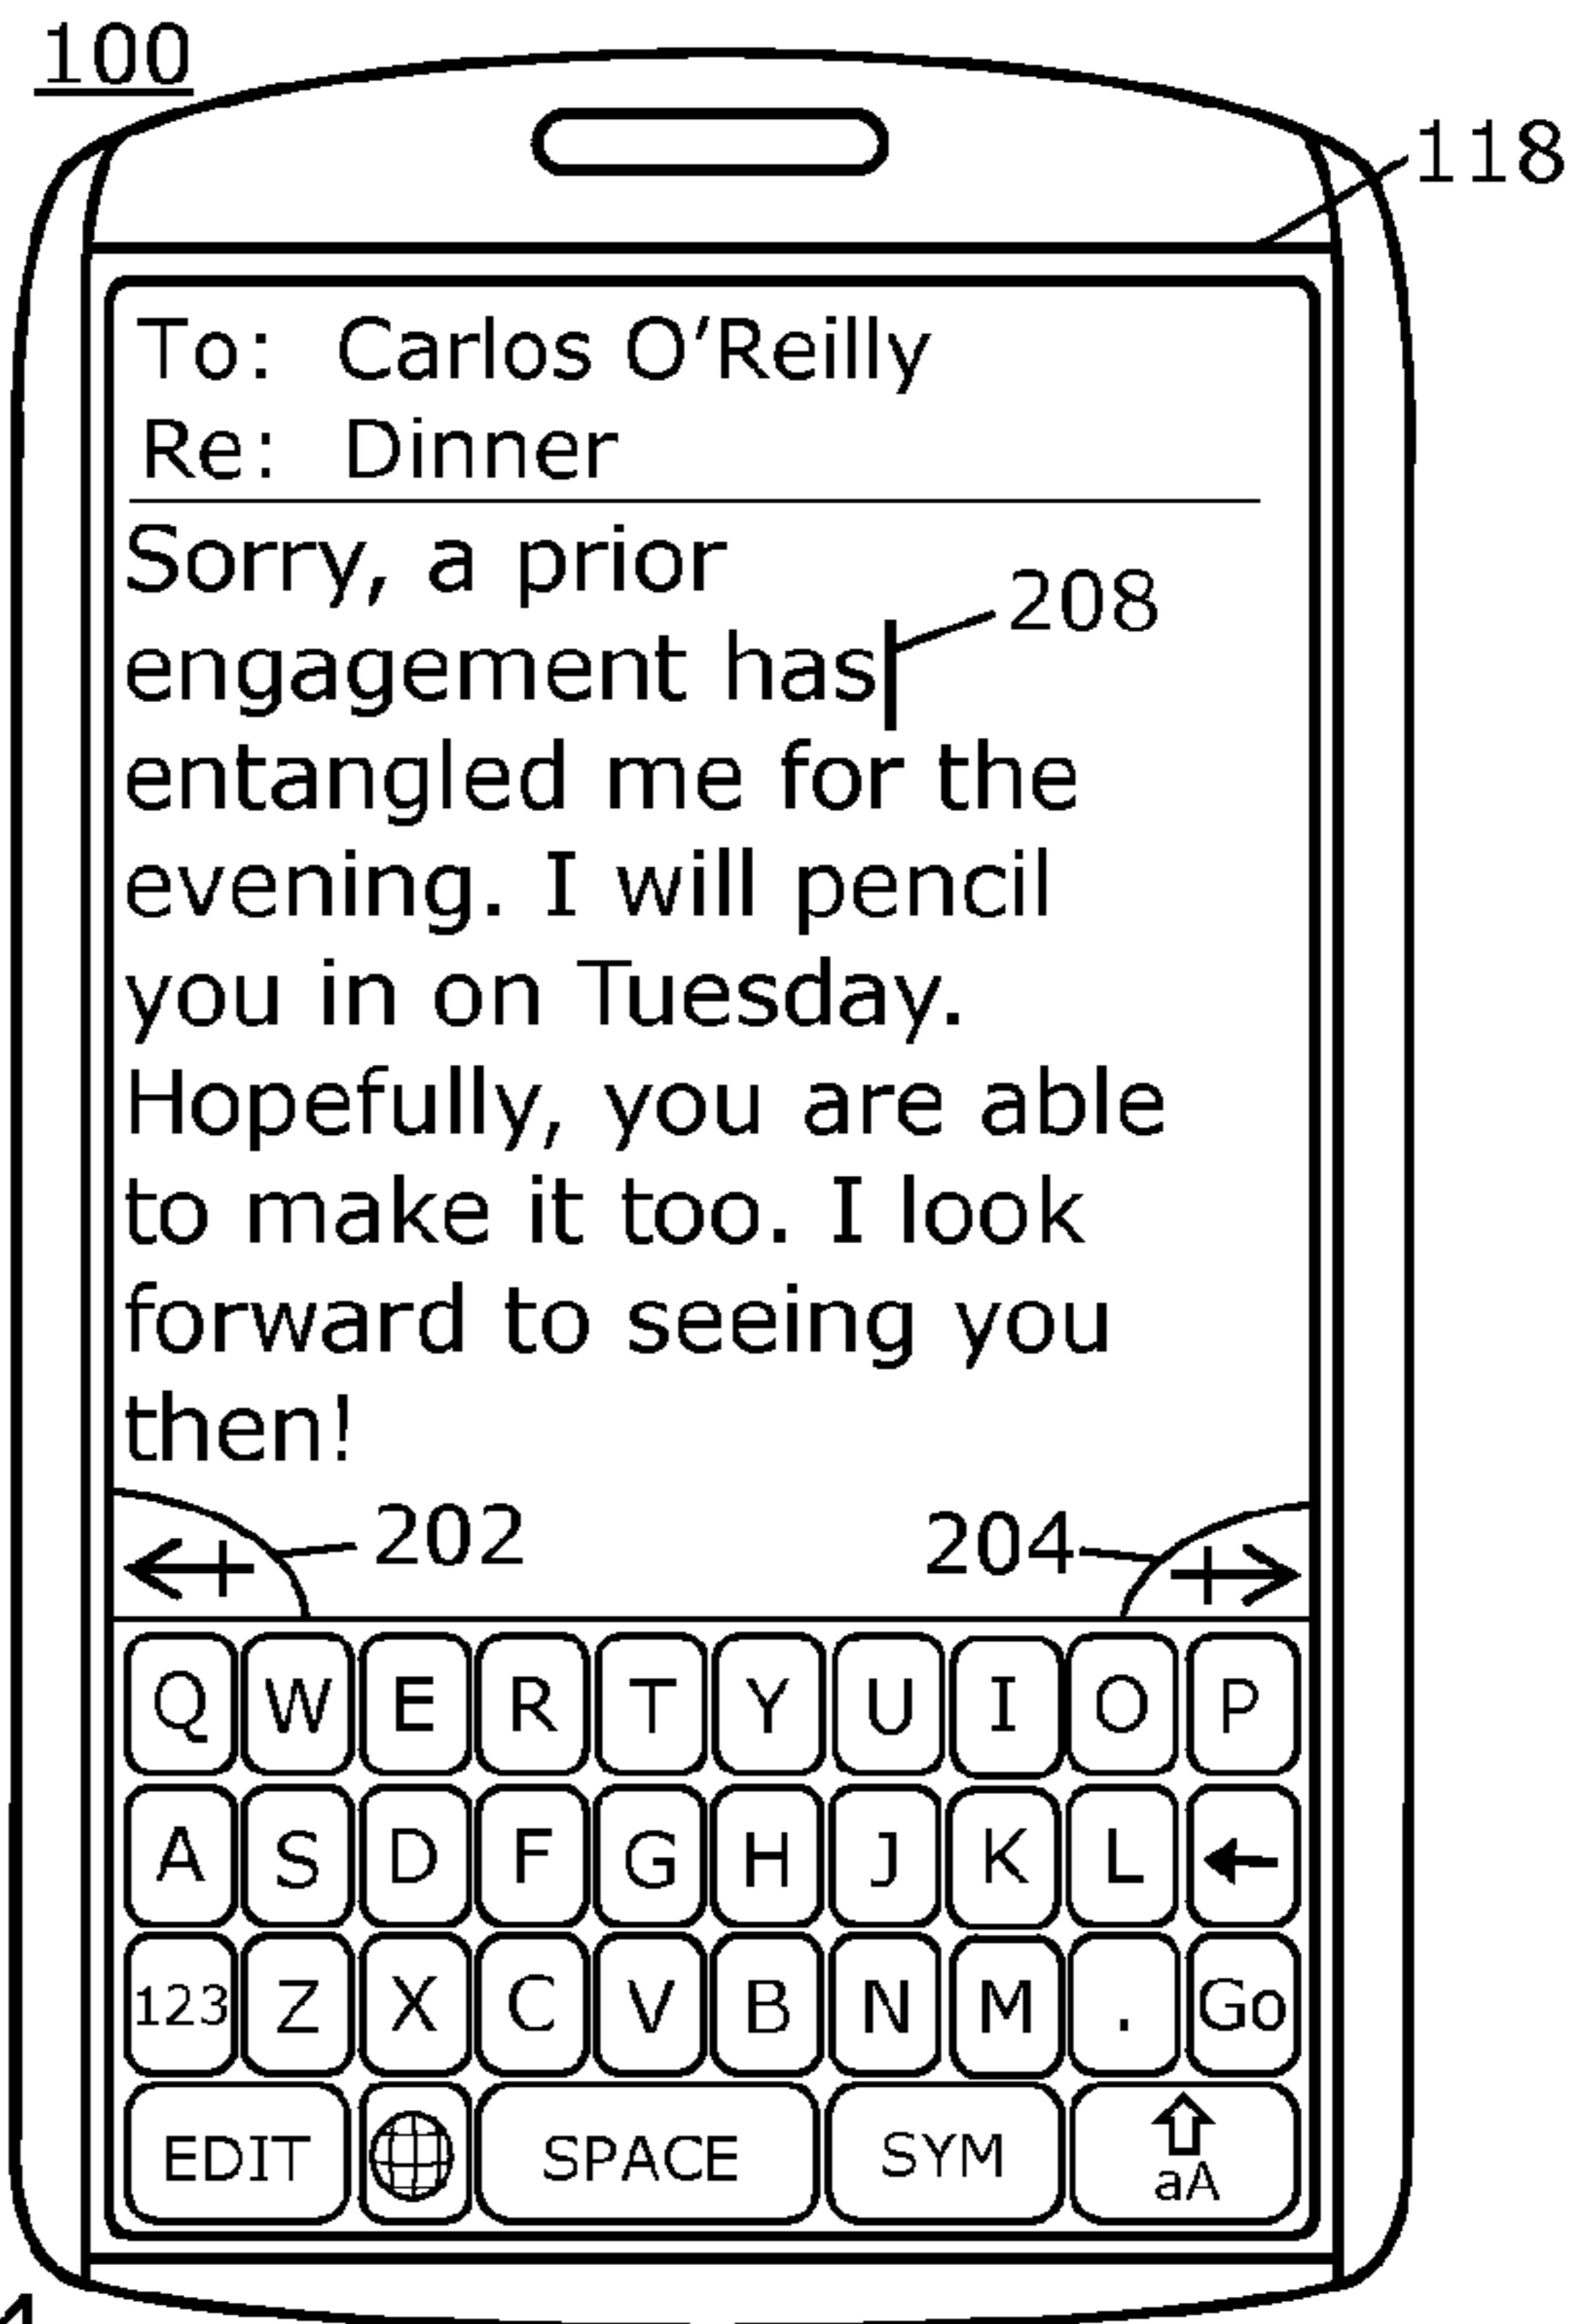 100
118
To: Carlos O'Reilly
Re: Dinner
Sorry, a prior
208
engagement has
entangled me for the
evening. I will pencil
you in on Tuesday.
Hopefully, you are able
to make it too. I look
forward to seeing you
then!
202 204
Q W E R T Y U I O P
A S D F G H J K L
123 Z X C V B N M . Go
EDIT SPACE SYM aA